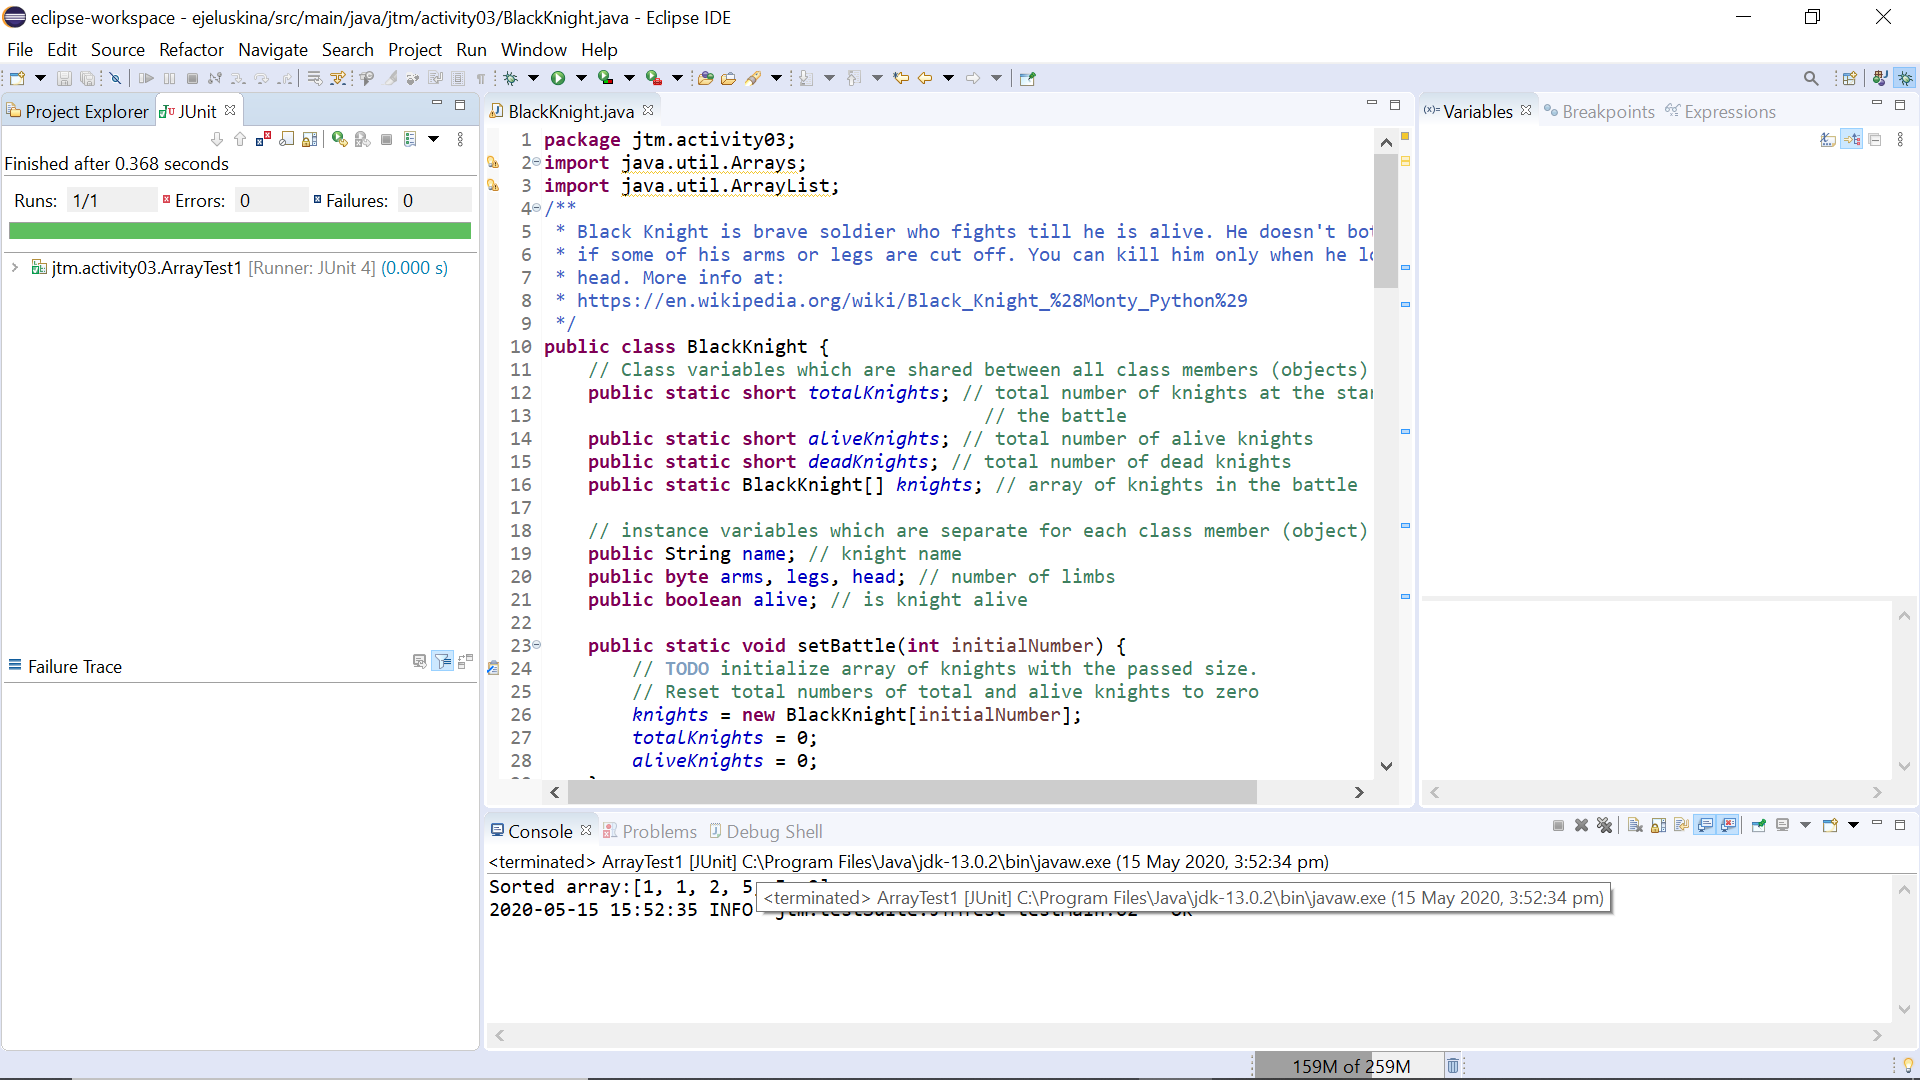 eclipse-workspace - ejeluskina/src/main/java/jtm/activity03/BlackKnight.java - Eclipse IDE
File Edit Source Refactor Navigate Search Project Run Window Help
Project Explorer JUnit
Finished after 0.368 seconds
Runs: 1/1 Errors: 0 Failures: 0
jtm.activity03.ArrayTest1 [Runner: JUnit 4] (0.000 s)
Failure Trace
BlackKnight.java
1 package jtm.activity03;
2 import java.util.Arrays;
3 import java.util.ArrayList;
4 /**
5 * Black Knight is brave soldier who fights till he is alive. He doesn't bot
6 * if some of his arms or legs are cut off. You can kill him only when he lo
7 * head. More info at:
8 * https://en.wikipedia.org/wiki/Black_Knight_%28Monty_Python%29
9 */
10 public class BlackKnight {
11 // Class variables which are shared between all class members (objects)
12 public static short totalKnights; // total number of knights at the star
13 // the battle
14 public static short aliveKnights; // total number of alive knights
15 public static short deadKnights; // total number of dead knights
16 public static BlackKnight[] knights; // array of knights in the battle
17
18 // instance variables which are separate for each class member (object)
19 public String name; // knight name
20 public byte arms, legs, head; // number of limbs
21 public boolean alive; // is knight alive
22
23 public static void setBattle(int initialNumber) {
24 // TODO initialize array of knights with the passed size.
25 // Reset total numbers of total and alive knights to zero
26 knights = new BlackKnight[initialNumber];
27 totalKnights = 0;
28 aliveKnights = 0;
Variables Breakpoints Expressions
Console Problems Debug Shell
<terminated> ArrayTest1 [JUnit] C:\Program Files\Java\jdk-13.0.2\bin\javaw.exe (15 May 2020, 3:52:34 pm)
Sorted array:[1, 1, 2, 5,
<terminated> ArrayTest1 [JUnit] C:\Program Files\Java\jdk-13.0.2\bin\javaw.exe (15 May 2020, 3:52:34 pm)
2020-05-15 15:52:35 INFO
159M of 259M